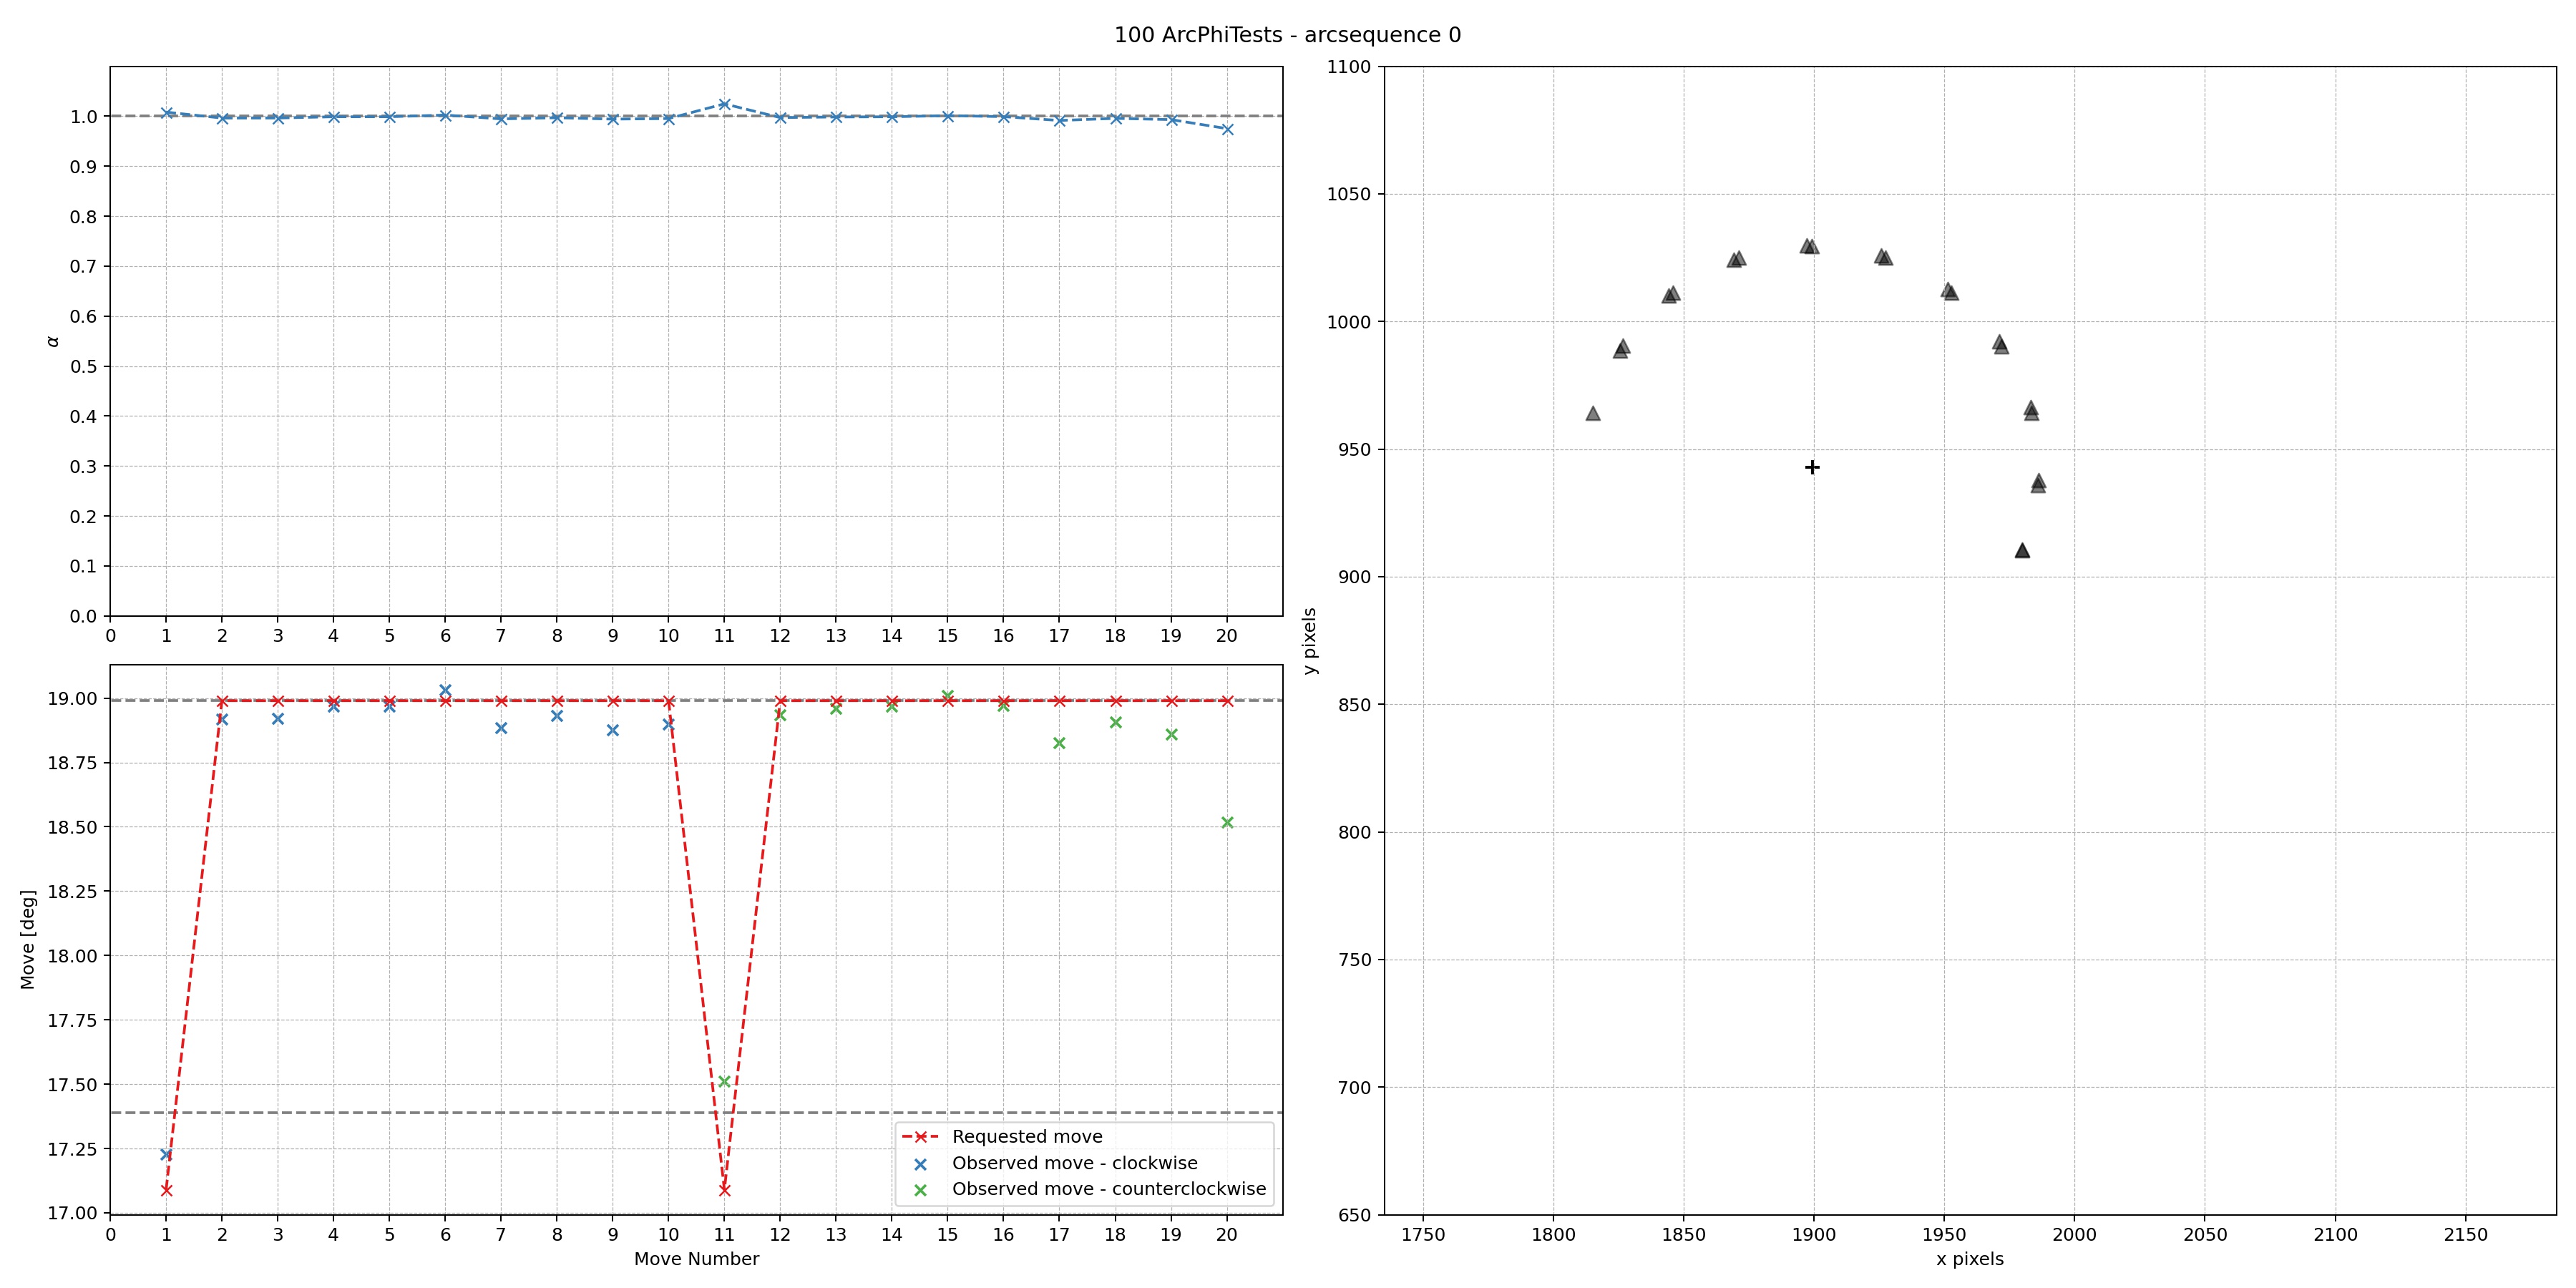 100 ArcPhiTests - arcsequence 0
1.0
0.9
0.8
0.7
0.6
0.5
0.4
0.3
0.2
0.1
0.0
α
0 1 2 3 4 5 6 7 8 9 10 11 12 13 14 15 16 17 18 19 20
19.00
18.75
18.50
18.25
18.00
17.75
17.50
17.25
17.00
Move [deg]
Requested move
Observed move - clockwise
Observed move - counterclockwise
0 1 2 3 4 5 6 7 8 9 10 11 12 13 14 15 16 17 18 19 20
Move Number
1100
1050
1000
950
900
850
800
750
700
650
y pixels
1750 1800 1850 1900 1950 2000 2050 2100 2150
x pixels